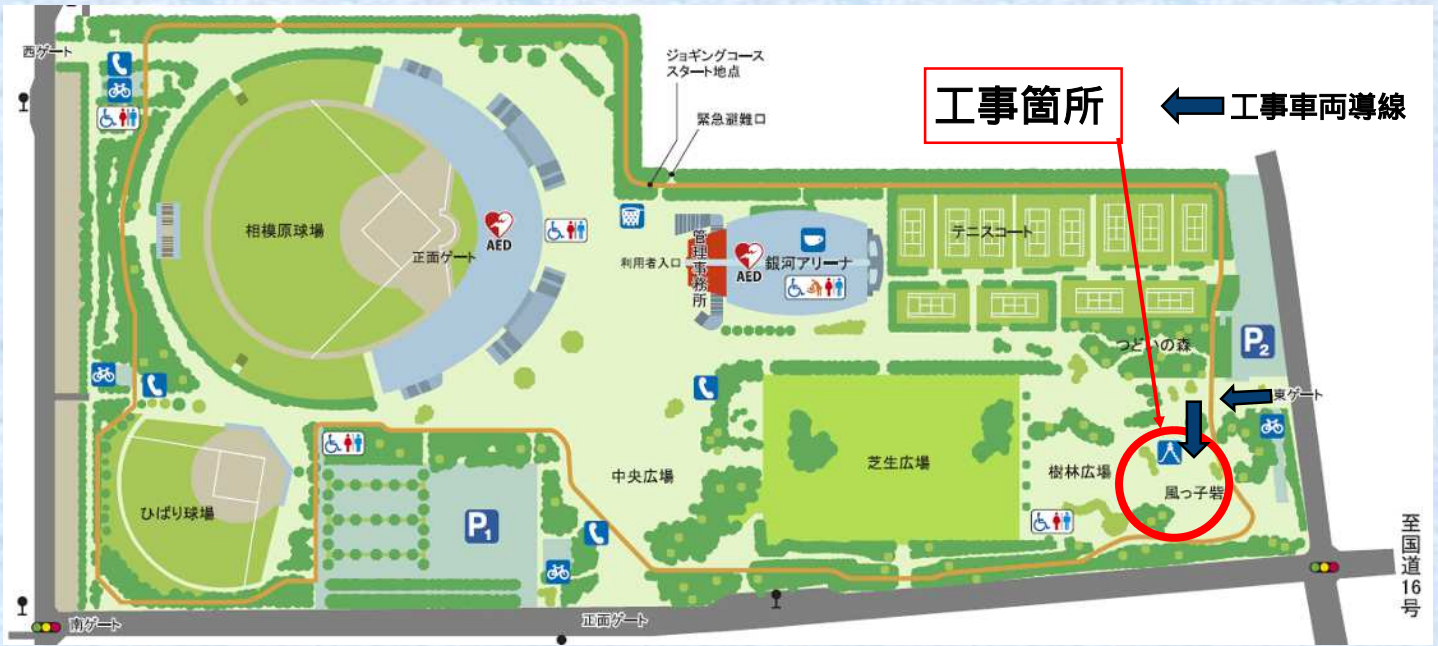 西ゲート
ジョギングコース
スタート地点
緊急避難口
工事箇所
工事車両導線
相模原球場
正面ゲート
AED
利用者入口
管理事務所
AED
銀河アリーナ
テニスコート
つどいの森
P2
東ゲート
中央広場
芝生広場
樹林広場
風っ子砦
ひばり球場
P1
至国道16号
南ゲート
正面ゲート